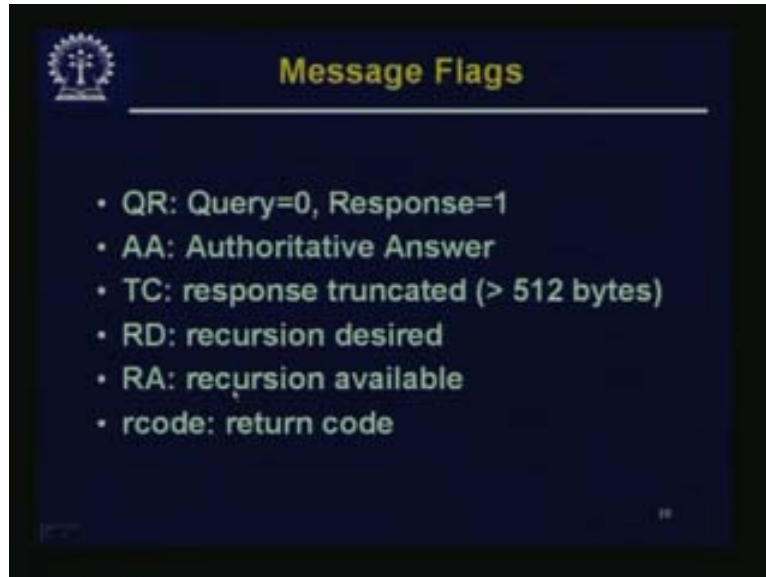 Message Flags
• QR: Query=0, Response=1
• AA: Authoritative Answer
• TC: response truncated (> 512 bytes)
• RD: recursion desired
• RA: recursion available
• rcode: return code